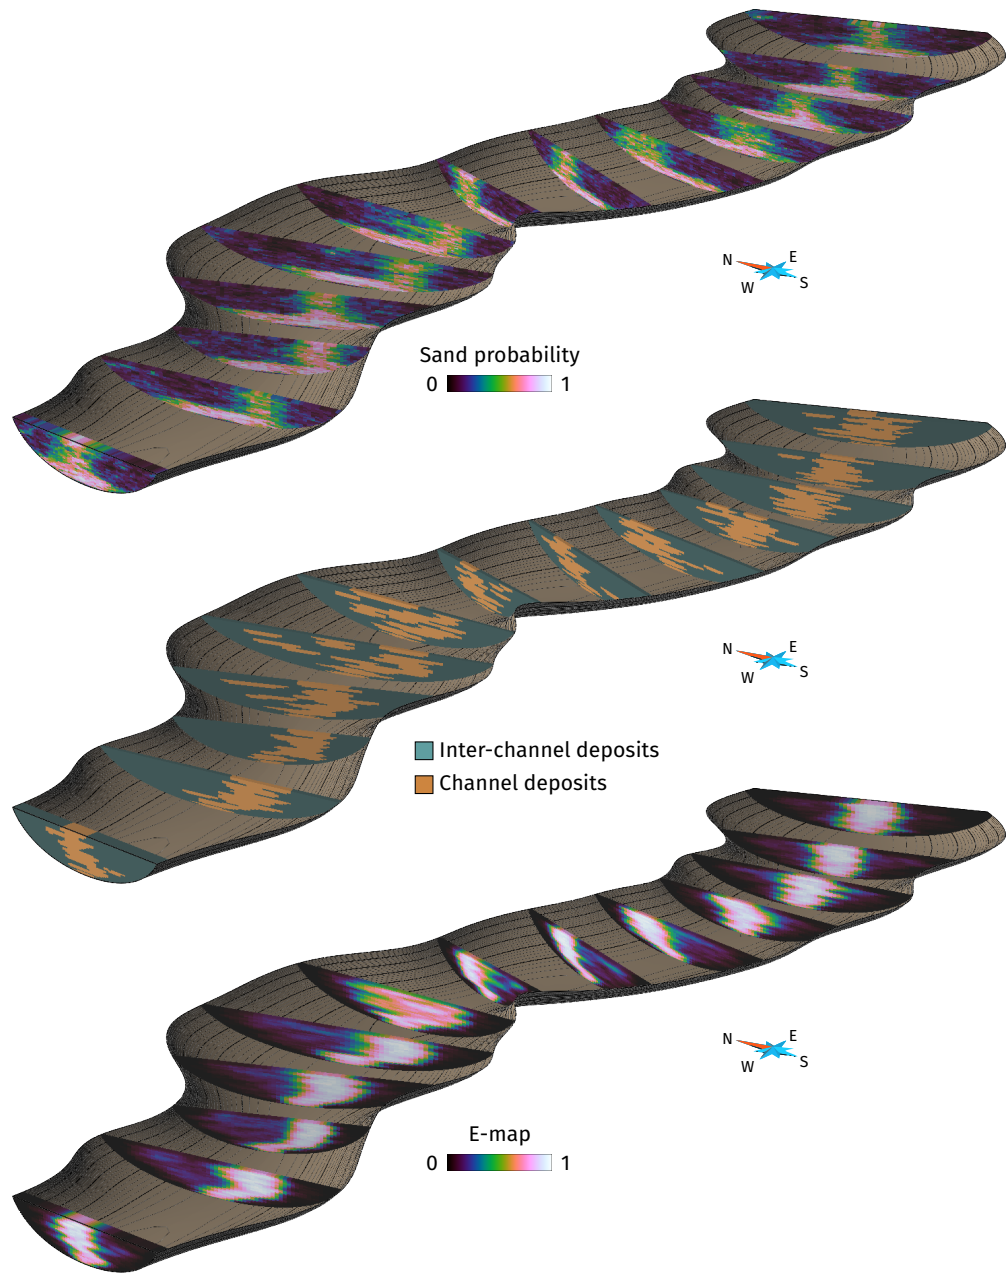 N E
W S
Sand probability
0 1
N E
W S
Inter-channel deposits
Channel deposits
N E
W S
E-map
0 1